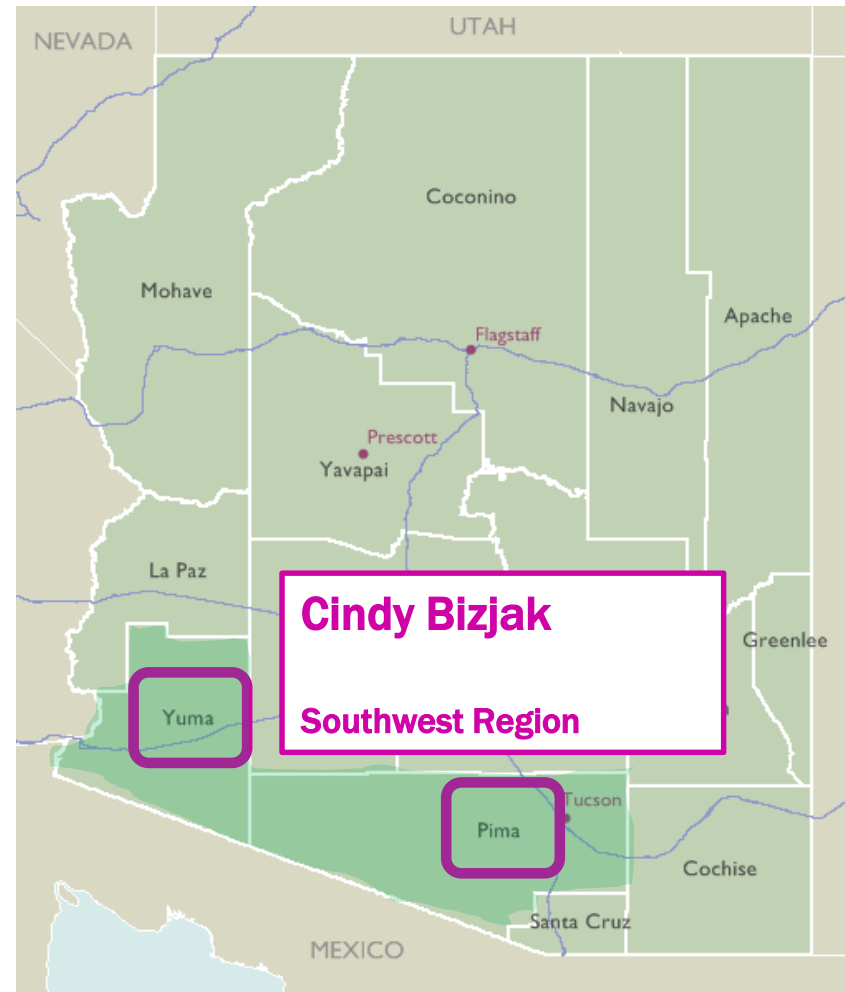 UTAH
NEVADA
Coconino
Mohave
Apache
Flagstaff
Navajo
Prescott
Yavapai
La Paz
Cindy Bizjak
Greenlee
Southwest Region
Yuma
Tucson
Pima
Cochise
Santa Cruz
MEXICO